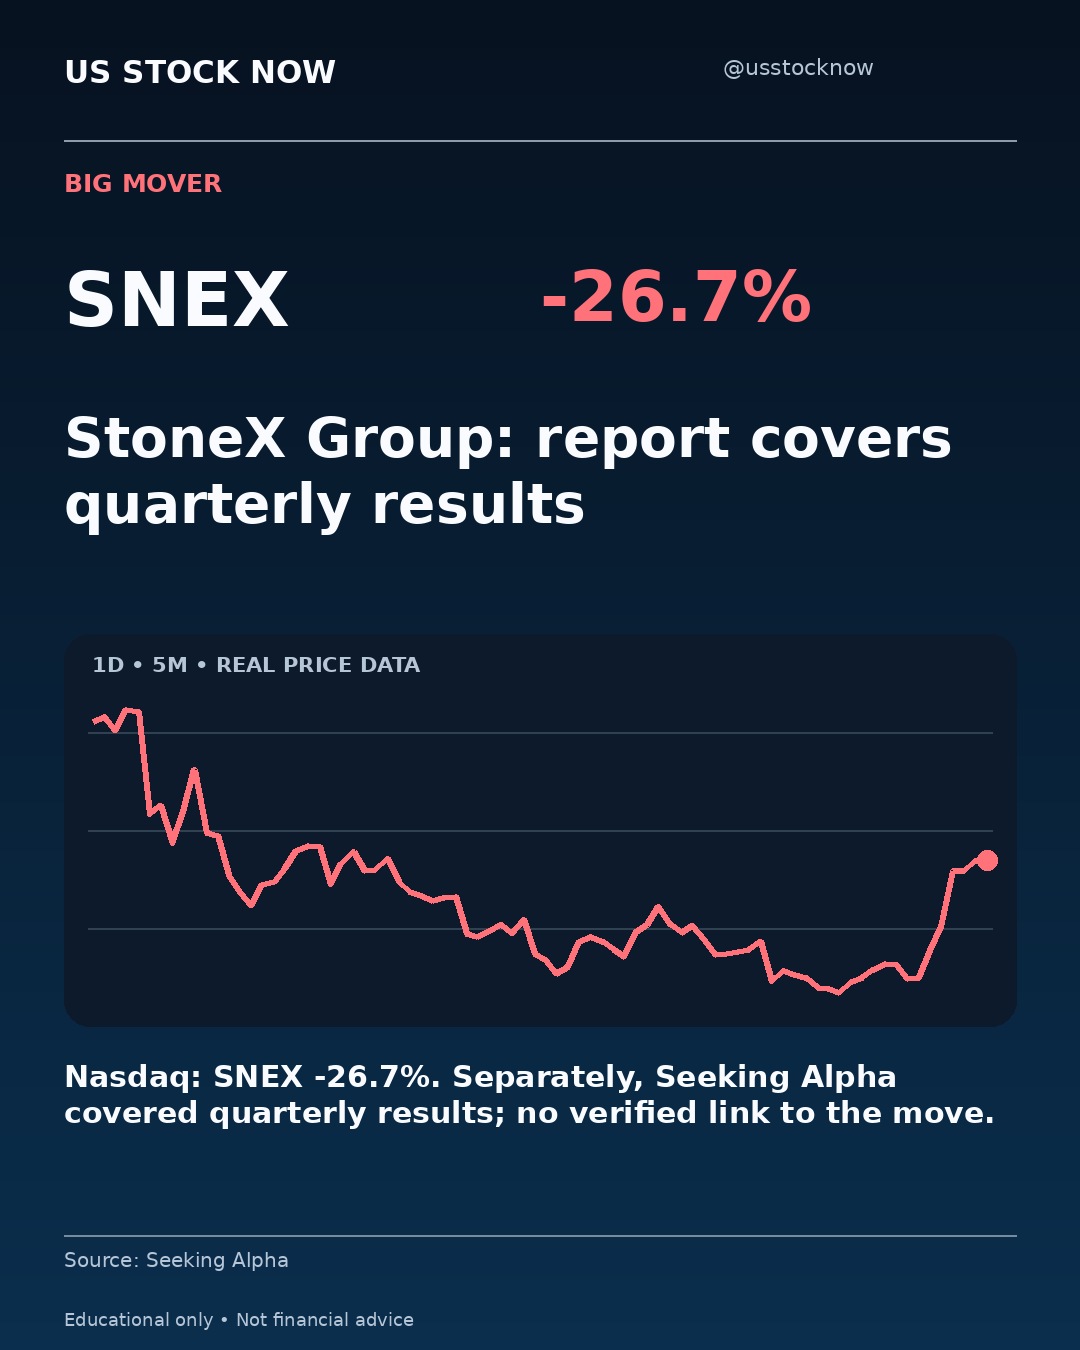 US STOCK NOW
@usstocknow
BIG MOVER
SNEX
-26.7%
StoneX Group: report covers
quarterly results
1D • 5M • REAL PRICE DATA
Nasdaq: SNEX -26.7%. Separately, Seeking Alpha
covered quarterly results; no verified link to the move.
Source: Seeking Alpha
Educational only • Not financial advice